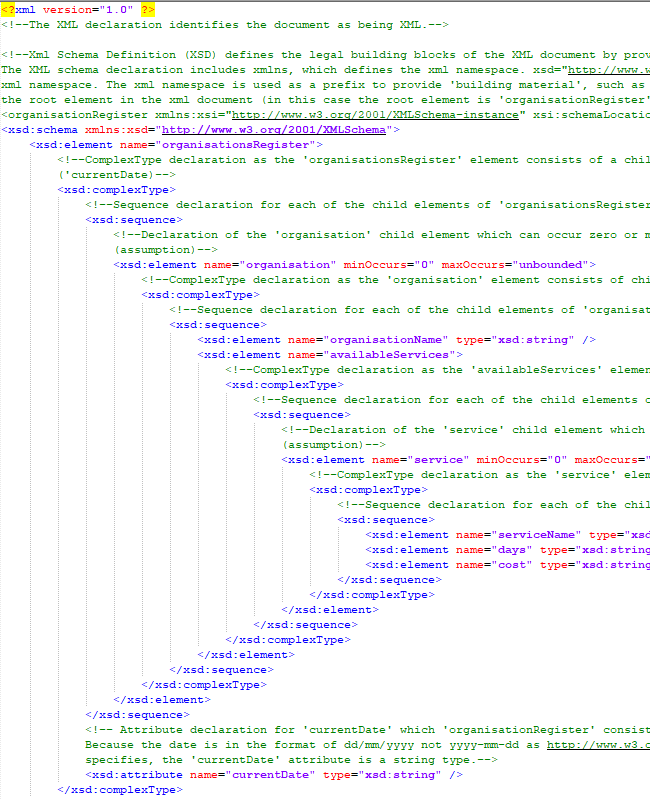 <?xml version="1.0" ?>
<!--The XML declaration identifies the document as being XML.-->
<!--Xml Schema Definition (XSD) defines the legal building blocks of the XML document by
The XML schema declaration includes xmlns, which defines the xml namespace. xsd="http://www.w
xml namespace. The xml namespace is used as a prefix to provide 'building material', such as
the root element in the xml document (in this case the root element is 'organisationRegister'
<organisationRegister xmlns:xsi="http://www.w3.org/2001/XMLSchema-instance" xsi:schemaLocatio
<xsd:schema xmlns:xsd="http://www.w3.org/2001/XMLSchema">
<xsd:element name="organisationsRegister">
<!--ComplexType declaration as the 'organisationsRegister' element consists of a chil
('currentDate)-->
<xsd:complexType>
<!--Sequence declaration for each of the child elements of 'organisationsRegister
<xsd:sequence>
<!--Declaration of the 'organisation' child element which can occur zero or m
(assumption)-->
<xsd:element name="organisation" minOccurs="0" maxOccurs="unbounded">
<!--ComplexType declaration as the 'organisation' element consists of chi
<xsd:complexType>
<!--Sequence declaration for each of the child elements of 'organisat
<xsd:sequence>
<xsd:element name="organisationName" type="xsd:string" />
<xsd:element name="availableServices">
<!--ComplexType declaration as the 'availableServices' elemen
<xsd:complexType>
<!--Sequence declaration for each of the child elements o
<xsd:sequence>
<!--Declaration of the 'service' child element which
(assumption)-->
<xsd:element name="service" minOccurs="0" maxOccurs="
<!--ComplexType declaration as the 'service' elem
<xsd:complexType>
<!--Sequence declaration for each of the chil
<xsd:sequence>
<xsd:element name="serviceName" type="xsd
<xsd:element name="days" type="xsd:string
<xsd:element name="cost" type="xsd:string
</xsd:sequence>
</xsd:complexType>
</xsd:element>
</xsd:sequence>
</xsd:complexType>
</xsd:element>
</xsd:sequence>
</xsd:complexType>
</xsd:element>
</xsd:sequence>
<!-- Attribute declaration for 'currentDate' which 'organisationRegister' consist
Because the date is in the format of dd/mm/yyyy not yyyy-mm-dd as http://www.w3.o
specifies, the 'currentDate' attribute is a string type.-->
<xsd:attribute name="currentDate" type="xsd:string" />
</xsd:complexType>